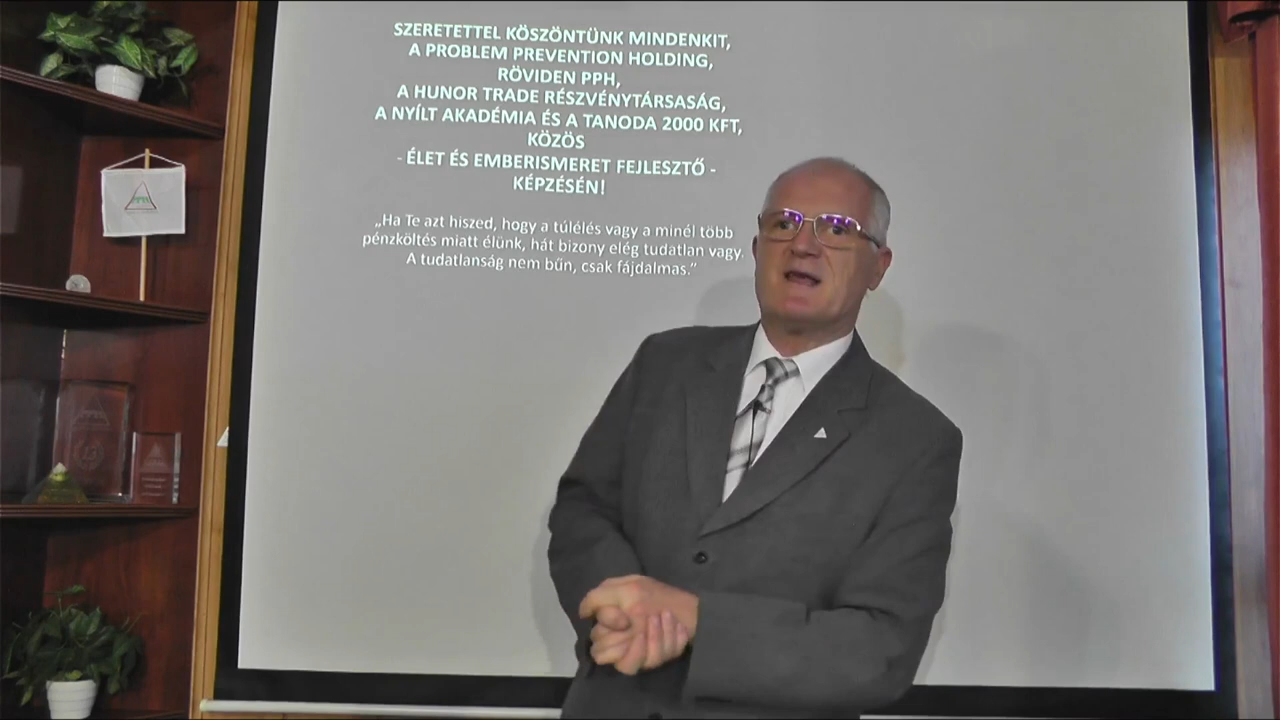 SZERETETTEL KÖSZÖNTÜNK MINDENKIT,
A PROBLEM PREVENTION HOLDING,
RÖVIDEN PPH,
A HUNOR TRADE RÉSZVÉNYTÁRSASÁG,
A NYÍLT AKADÉMIA ÉS A TANODA 2000 KFT,
KÖZÖS
- ÉLET ÉS EMBERISMERET FEJLESZTŐ -
KÉPZÉSÉN!
„Ha Te azt hiszed, hogy a túlélés vagy a minél több
pénzköltés miatt élünk, hát bizony elég tudatlan vagy.
A tudatlanság nem bűn, csak fájdalmas.”
13